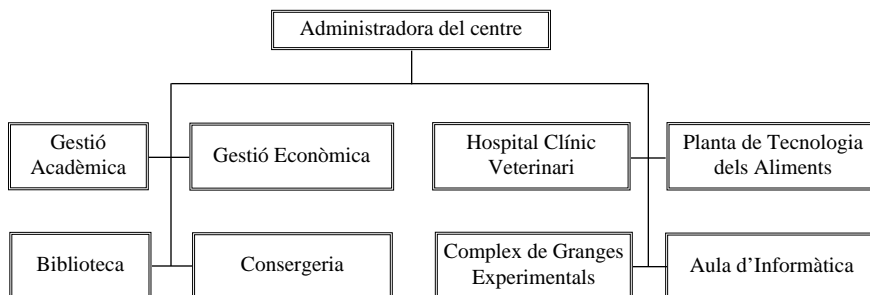 Administradora del centre
Gestió
Acadèmica
Gestió Econòmica
Hospital Clínic
Veterinari
Planta de Tecnologia
dels Aliments
Biblioteca
Consergeria
Complex de Granges
Experimentals
Aula d’Informàtica